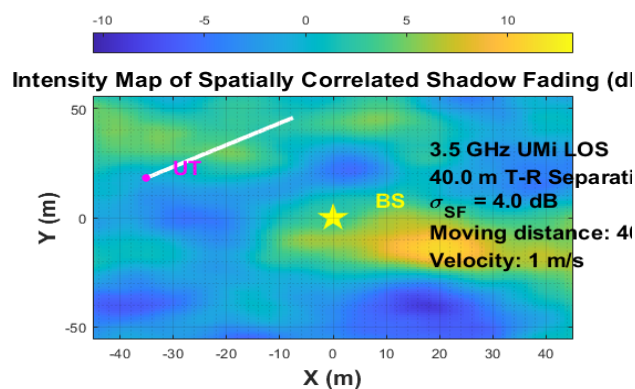 -10 -5 0 5 10
Intensity Map of Spatially Correlated Shadow Fading (dB
50
0
-50
Y (m)
UT
BS
3.5 GHz UMi LOS
40.0 m T-R Separati
σSF = 4.0 dB
Moving distance: 40
Velocity: 1 m/s
-40 -30 -20 -10 0 10 20 30 40
X (m)